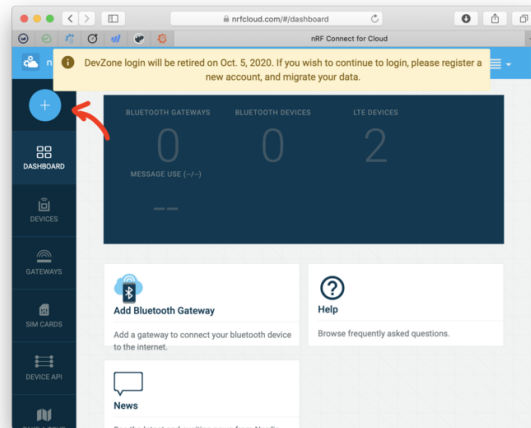 nrfcloud.com/#/dashboard
nRF Connect for Cloud
DevZone login will be retired on Oct. 5, 2020. If you wish to continue to login, please register a
new account, and migrate your data.
DASHBOARD
DEVICES
GATEWAYS
SIM CARDS
DEVICE API
BLUETOOTH GATEWAYS BLUETOOTH DEVICES LTE DEVICES
0 0 2
MESSAGE USE (--/--)
--
Add Bluetooth Gateway
Add a gateway to connect your bluetooth device
to the internet.
Help
Browse frequently asked questions.
News